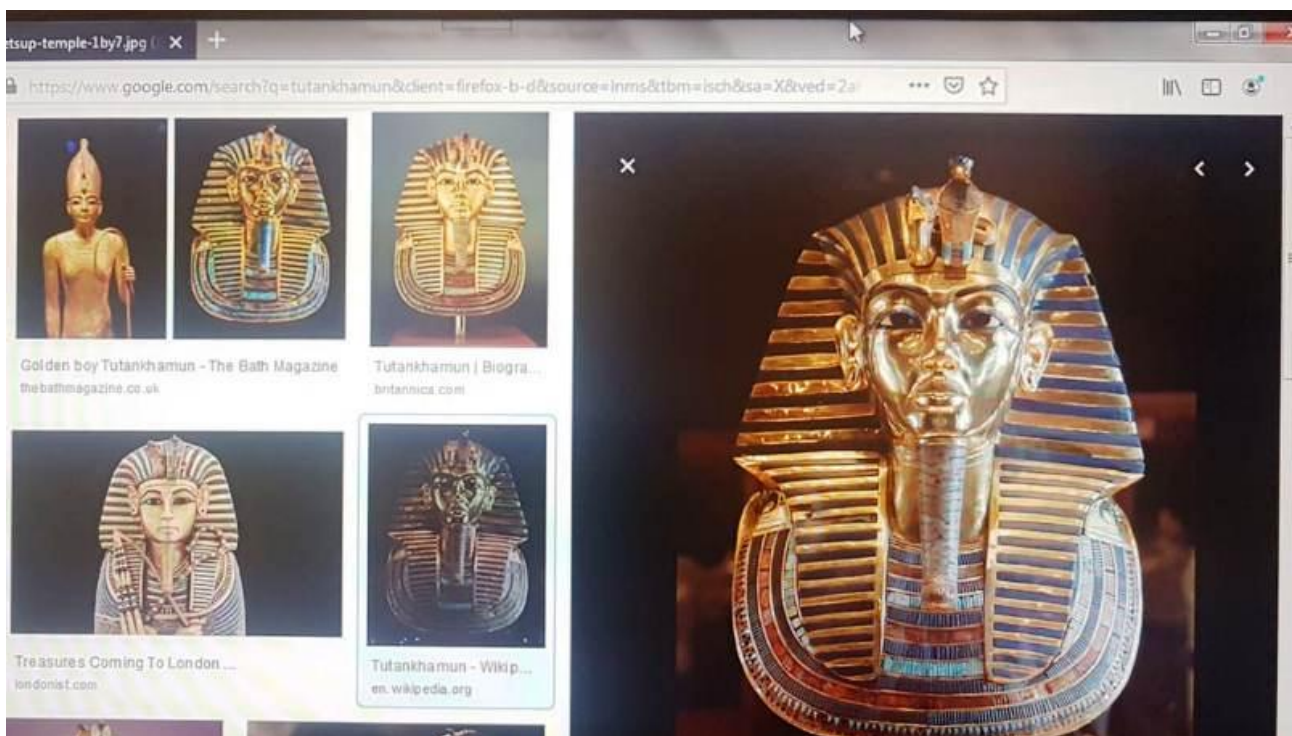 etsup-temple-1by7.jpg (
https://www.google.com/search?q=tutankhamun&client=firefox-b-d&source=lnms&tbm=isch&sa=X&ved=2a
Golden boy Tutankhamun - The Bath Magazine
thebathmagazine.co.uk
Tutankhamun | Biogra...
britannica.com
Treasures Coming To London ...
londonist.com
Tutankhamun - Wikip...
en.wikipedia.org